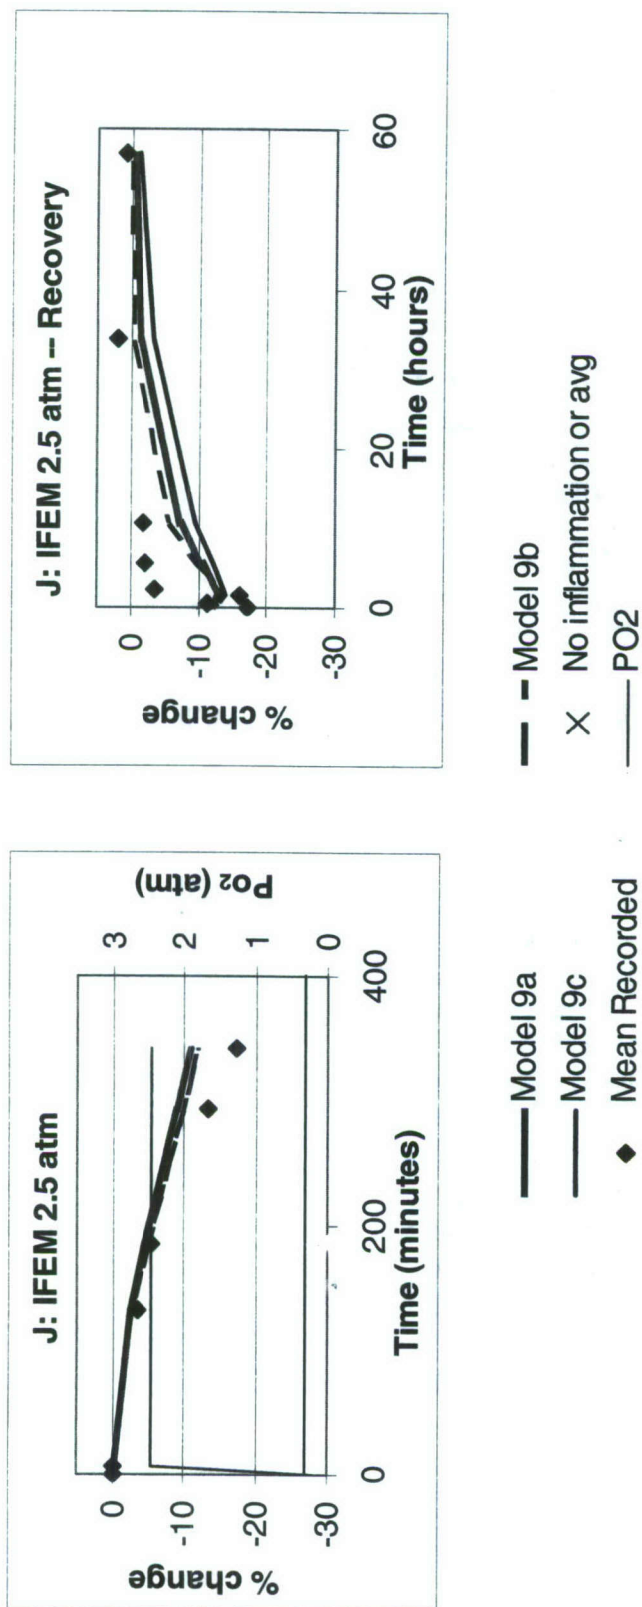 J: IFEM 2.5 atm
% change
0
-10
-20
-30
0
200
400
Time (minutes)
3
2
1
0
Po2 (atm)
J: IFEM 2.5 atm -- Recovery
% change
0
-10
-20
-30
0
20
40
60
Time (hours)
Model 9a
Model 9b
Model 9c
No inflammation or avg
Mean Recorded
PO2